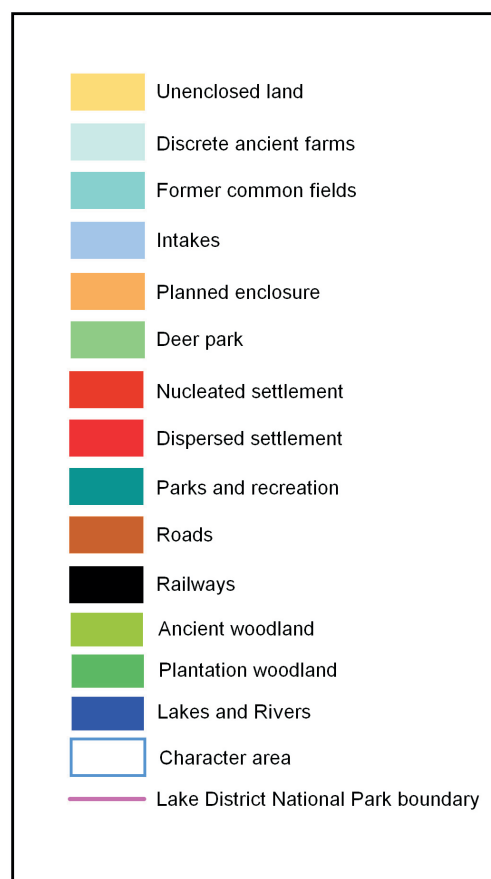 Unenclosed land
Discrete ancient farms
Former common fields
Intakes
Planned enclosure
Deer park
Nucleated settlement
Dispersed settlement
Parks and recreation
Roads
Railways
Ancient woodland
Plantation woodland
Lakes and Rivers
Character area
Lake District National Park boundary